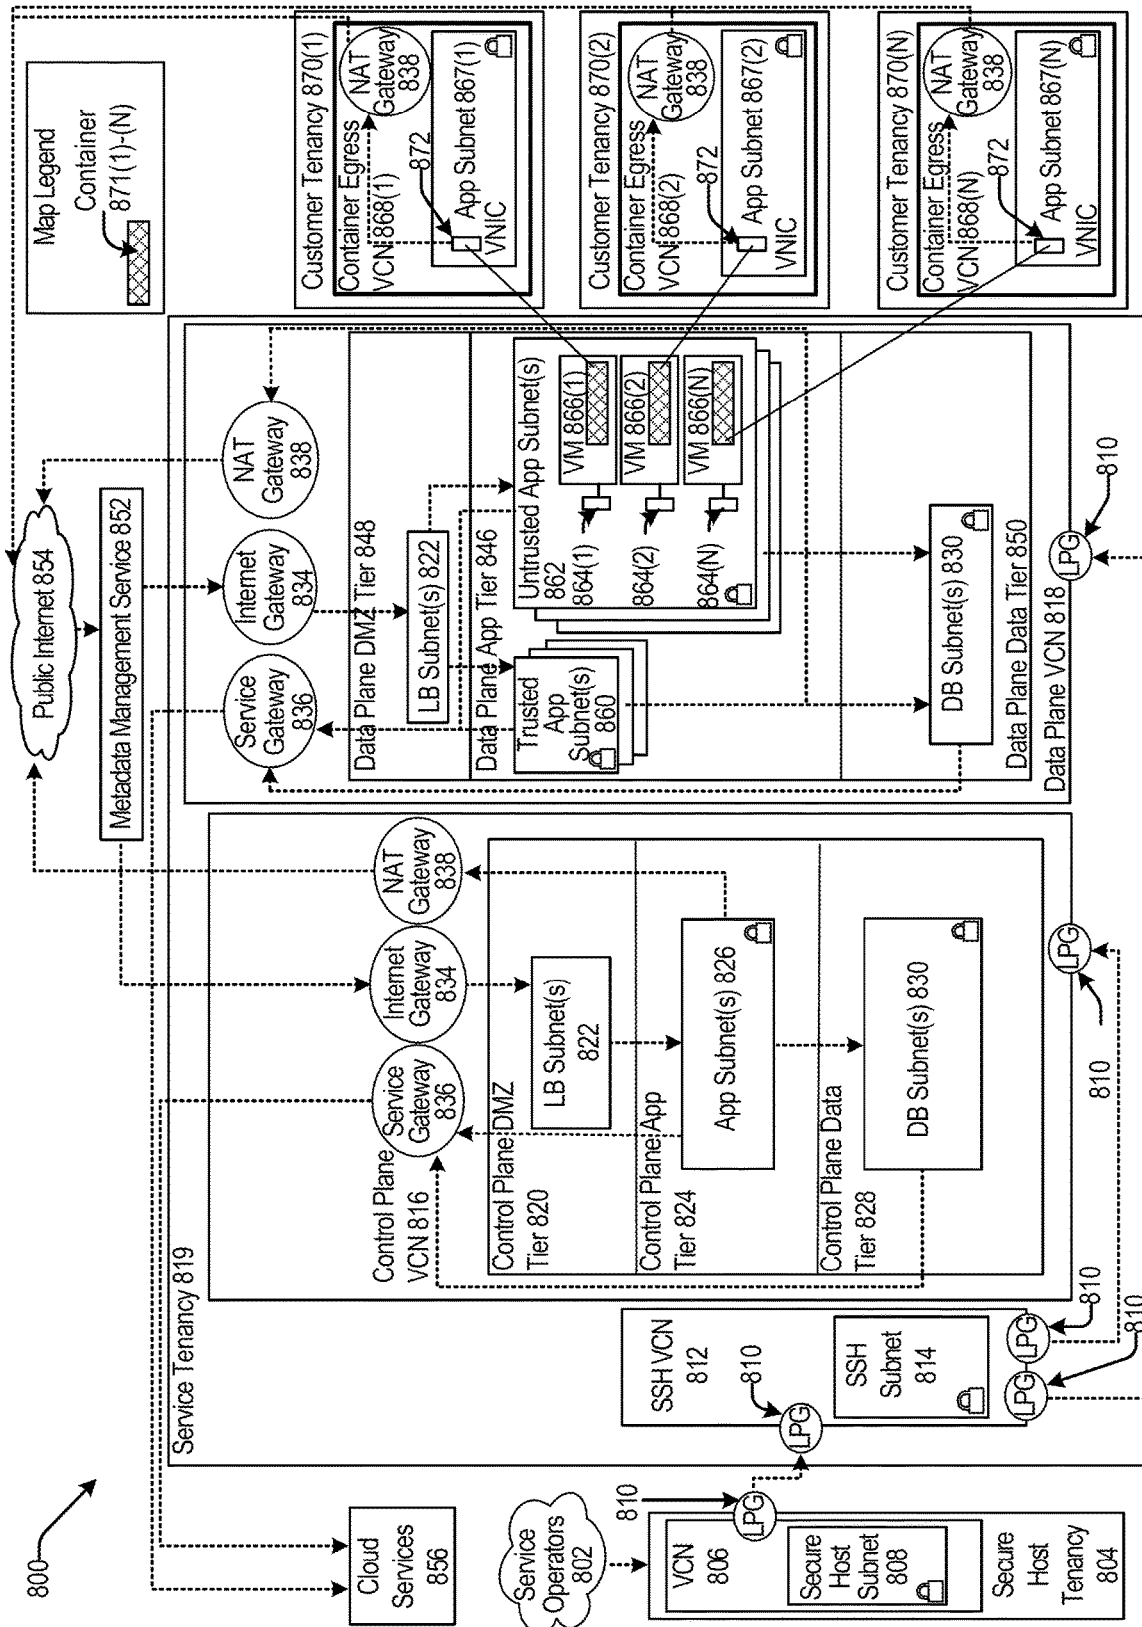 800
Cloud
Services
856
Service
Operators
802
VCN
806
Secure
Host
Subnet
808
Secure
Host
Tenancy
804
810
LPG
Service Tenancy 819
SSH VCN
812
810
LPG
SSH
Subnet
814
LPG
LPG
810
810
Control Plane
VCN 816
Service
Gateway
836
Internet
Gateway
834
NAT
Gateway
838
Control Plane DMZ
Tier 820
LB Subnet(s)
822
Control Plane App
Tier 824
App Subnet(s) 826
Control Plane Data
Tier 828
DB Subnet(s) 830
LPG
810
810
Public Internet 854
Metadata Management Service 852
Service
Gateway
836
Internet
Gateway
834
NAT
Gateway
838
Data Plane DMZ Tier 848
LB Subnet(s) 822
Data Plane App Tier 846
Trusted
App
Subnet(s)
860
Untrusted App Subnet(s)
862
864(1)
864(2)
864(N)
VM 866(1)
VM 866(2)
VM 866(N)
DB Subnet(s) 830
Data Plane Data Tier 850
Data Plane VCN 818
LPG
810
Map Legend
Container
871(1)-(N)
Customer Tenancy 870(1)
Container Egress
VCN 868(1)
NAT
Gateway
838
872
App Subnet 867(1)
VNIC
Customer Tenancy 870(2)
Container Egress
VCN 868(2)
NAT
Gateway
838
872
App Subnet 867(2)
VNIC
Customer Tenancy 870(N)
Container Egress
VCN 868(N)
NAT
Gateway
838
872
App Subnet 867(N)
VNIC